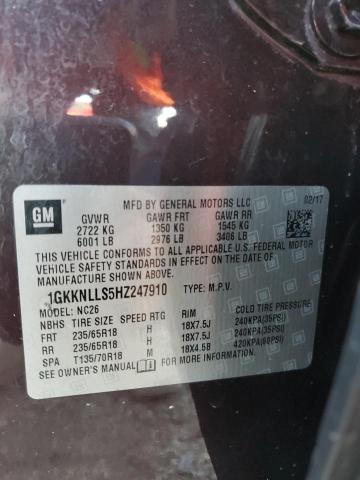 GM
MFD BY GENERAL MOTORS LLC 02/17
GVWR GAWR FRT GAWR RR
2722 KG 1350 KG 1545 KG
6001 LB 2976 LB 3406 LB
THIS VEHICLE CONFORMS TO ALL APPLICABLE U.S. FEDERAL MOTOR
VEHICLE SAFETY AND THEFT PREVENTION STANDARDS IN EFFECT ON
THE DATE OF MANUFACTURE SHOWN ABOVE.
1GKKNLLS5HZ247910 TYPE: M.P.V.
MODEL: NC26
NBHS TIRE SIZE SPEED RTG RIM COLD TIRE PRESSURE
FRT 235/65R18 H 18X7.5J 240KPA(35PSI)
RR 235/65R18 H 18X7.5J 240KPA(35PSI)
SPA T135/70R18 M 18X4.5B 420KPA(60PSI)
SEE OWNER'S MANUAL FOR ADDITIONAL INFORMATION.